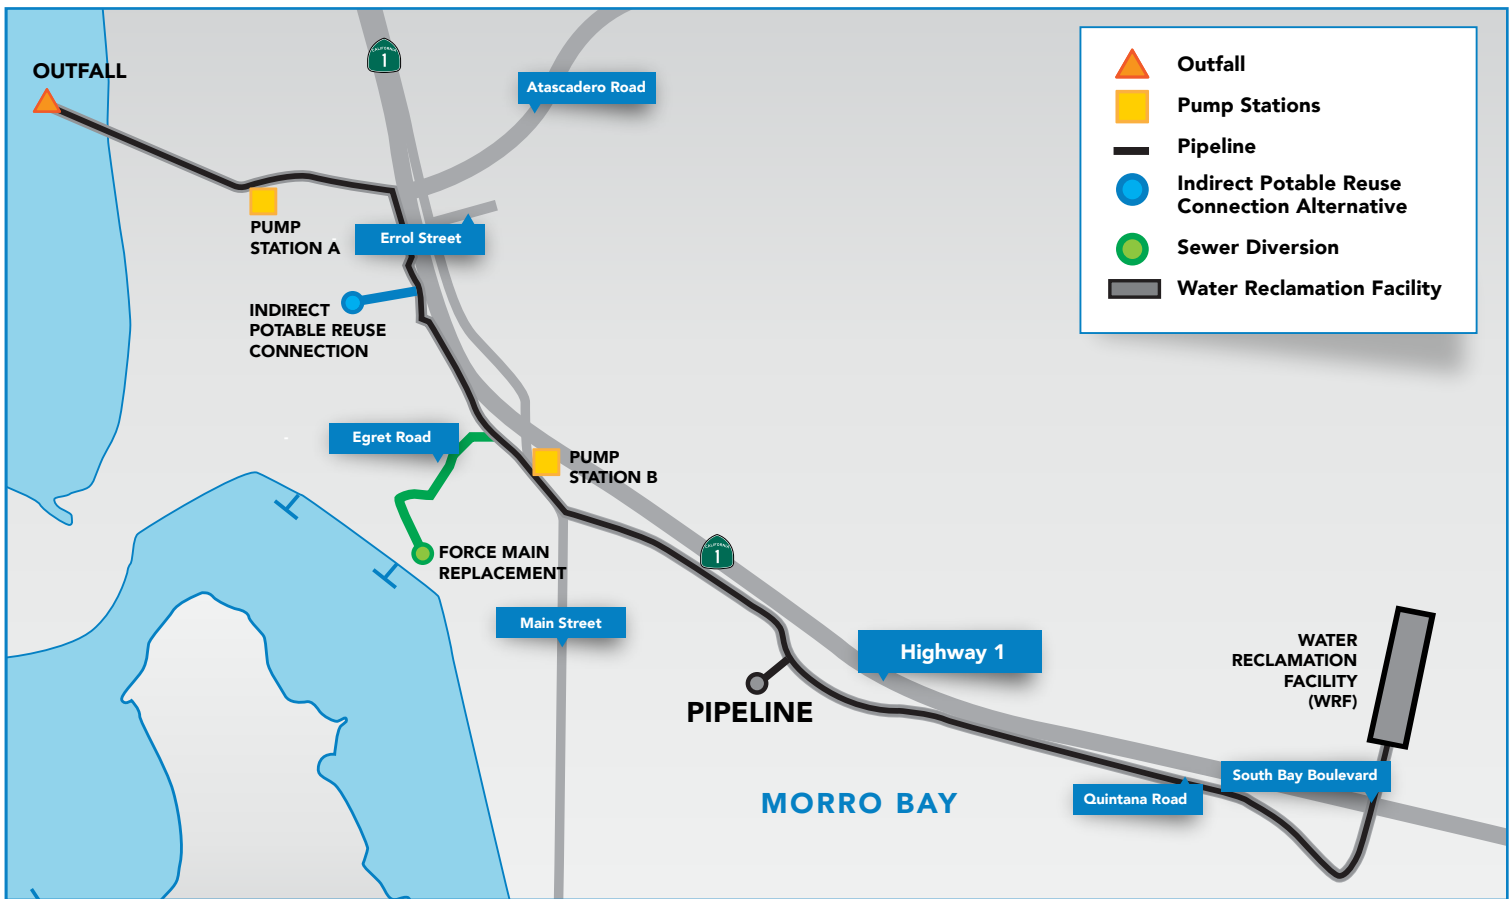 OUTFALL
CALIFORNIA
1
Atascadero Road
Outfall
Pump Stations
Pipeline
Indirect Potable Reuse
Connection Alternative
Sewer Diversion
Water Reclamation Facility
PUMP
STATION A
Errol Street
INDIRECT
POTABLE REUSE
CONNECTION
Egret Road
PUMP
STATION B
FORCE MAIN
REPLACEMENT
CALIFORNIA
1
Main Street
Highway 1
WATER
RECLAMATION
FACILITY
(WRF)
PIPELINE
South Bay Boulevard
Quintana Road
MORRO BAY